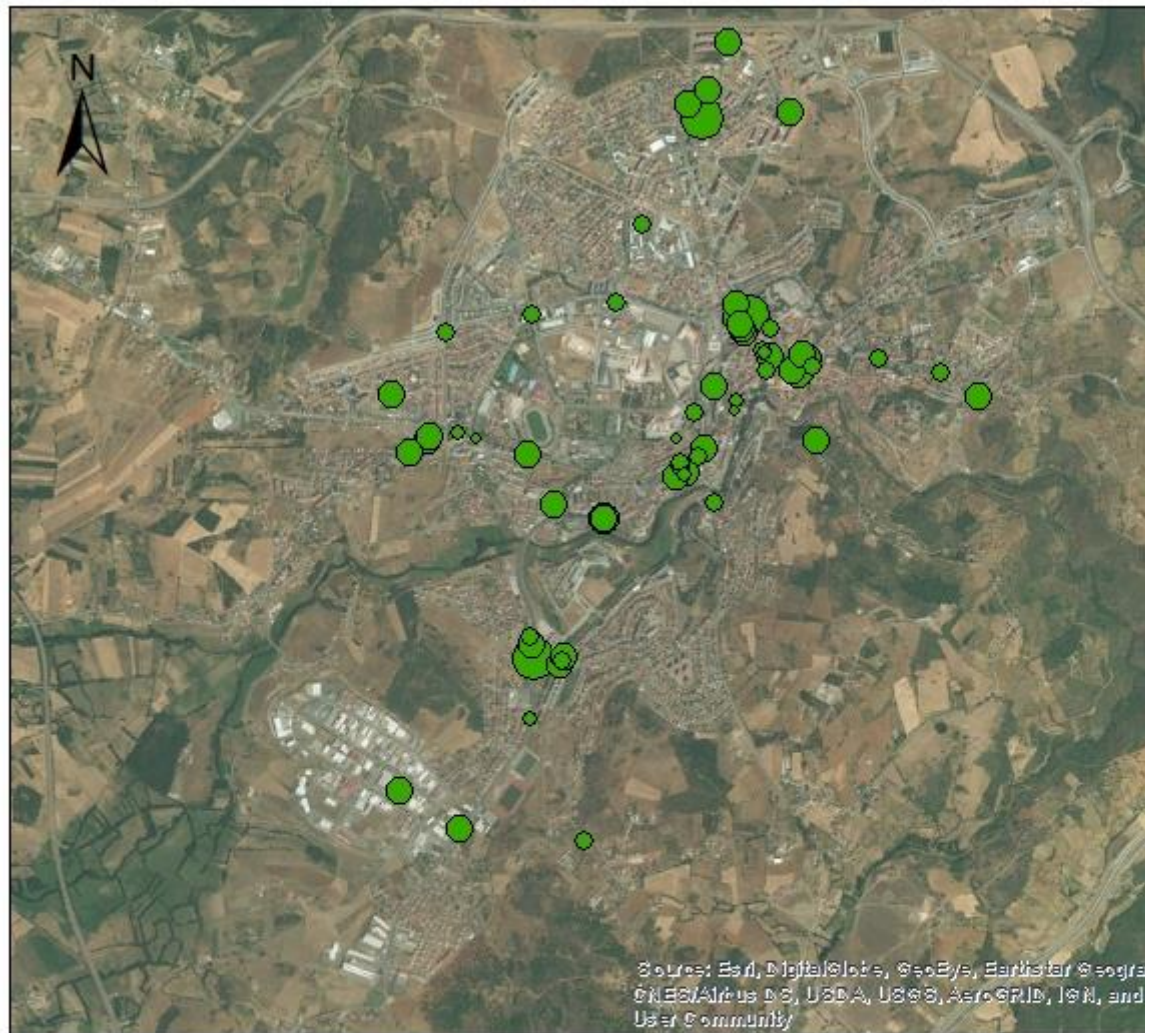 N
Source: Esri, DigitalGlobe, GeoEye, Earthstar Geogra
CNES/Airbus DS, USDA, USGS, AeroGRID, IGN, and
User Community